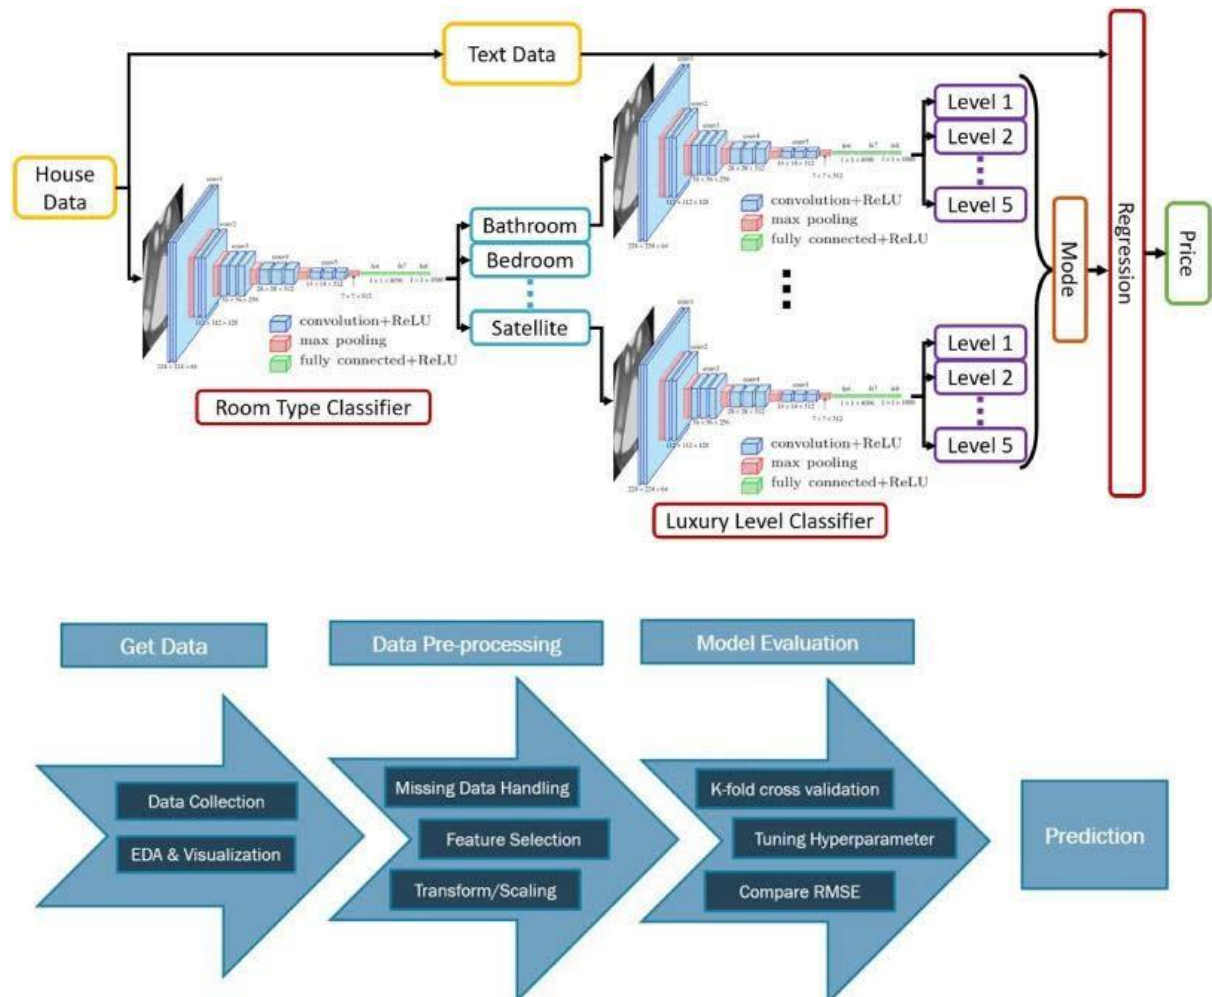 Text Data
House
Data
convolution+ReLU
max pooling
fully connected+ReLU
Room Type Classifier
Bathroom
Bedroom
Satellite
convolution+ReLU
max pooling
fully connected+ReLU
Level 1
Level 2
Level 5
convolution+ReLU
max pooling
fully connected+ReLU
Level 1
Level 2
Level 5
Luxury Level Classifier
Mode
Regression
Price
Get Data
Data Pre-processing
Model Evaluation
Data Collection
EDA & Visualization
Missing Data Handling
Feature Selection
Transform/Scaling
K-fold cross validation
Tuning Hyperparameter
Compare RMSE
Prediction